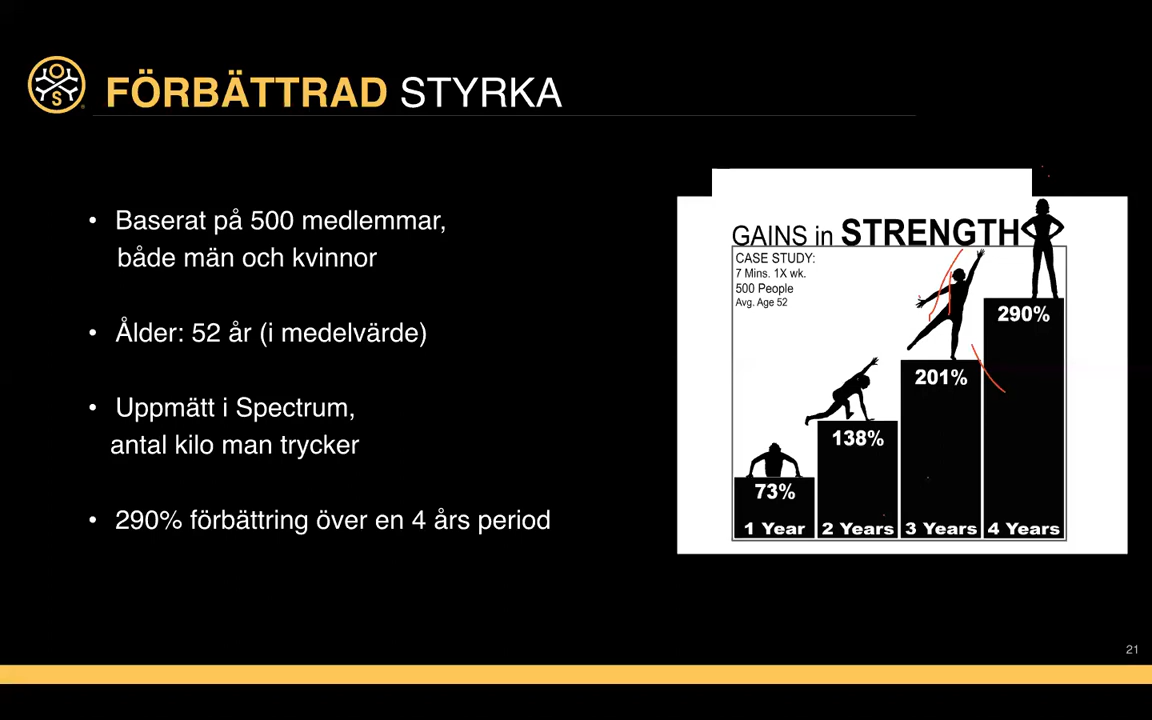 FÖRBÄTTRAD STYRKA
• Baserat på 500 medlemmar,
både män och kvinnor
• Ålder: 52 år (i medelvärde)
• Uppmätt i Spectrum,
antal kilo man trycker
• 290% förbättring över en 4 års period
GAINS in STRENGTH
CASE STUDY:
7 Mins. 1X wk.
500 People
Avg. Age 52
290%
201%
138%
73%
1 Year 2 Years 3 Years 4 Years
21